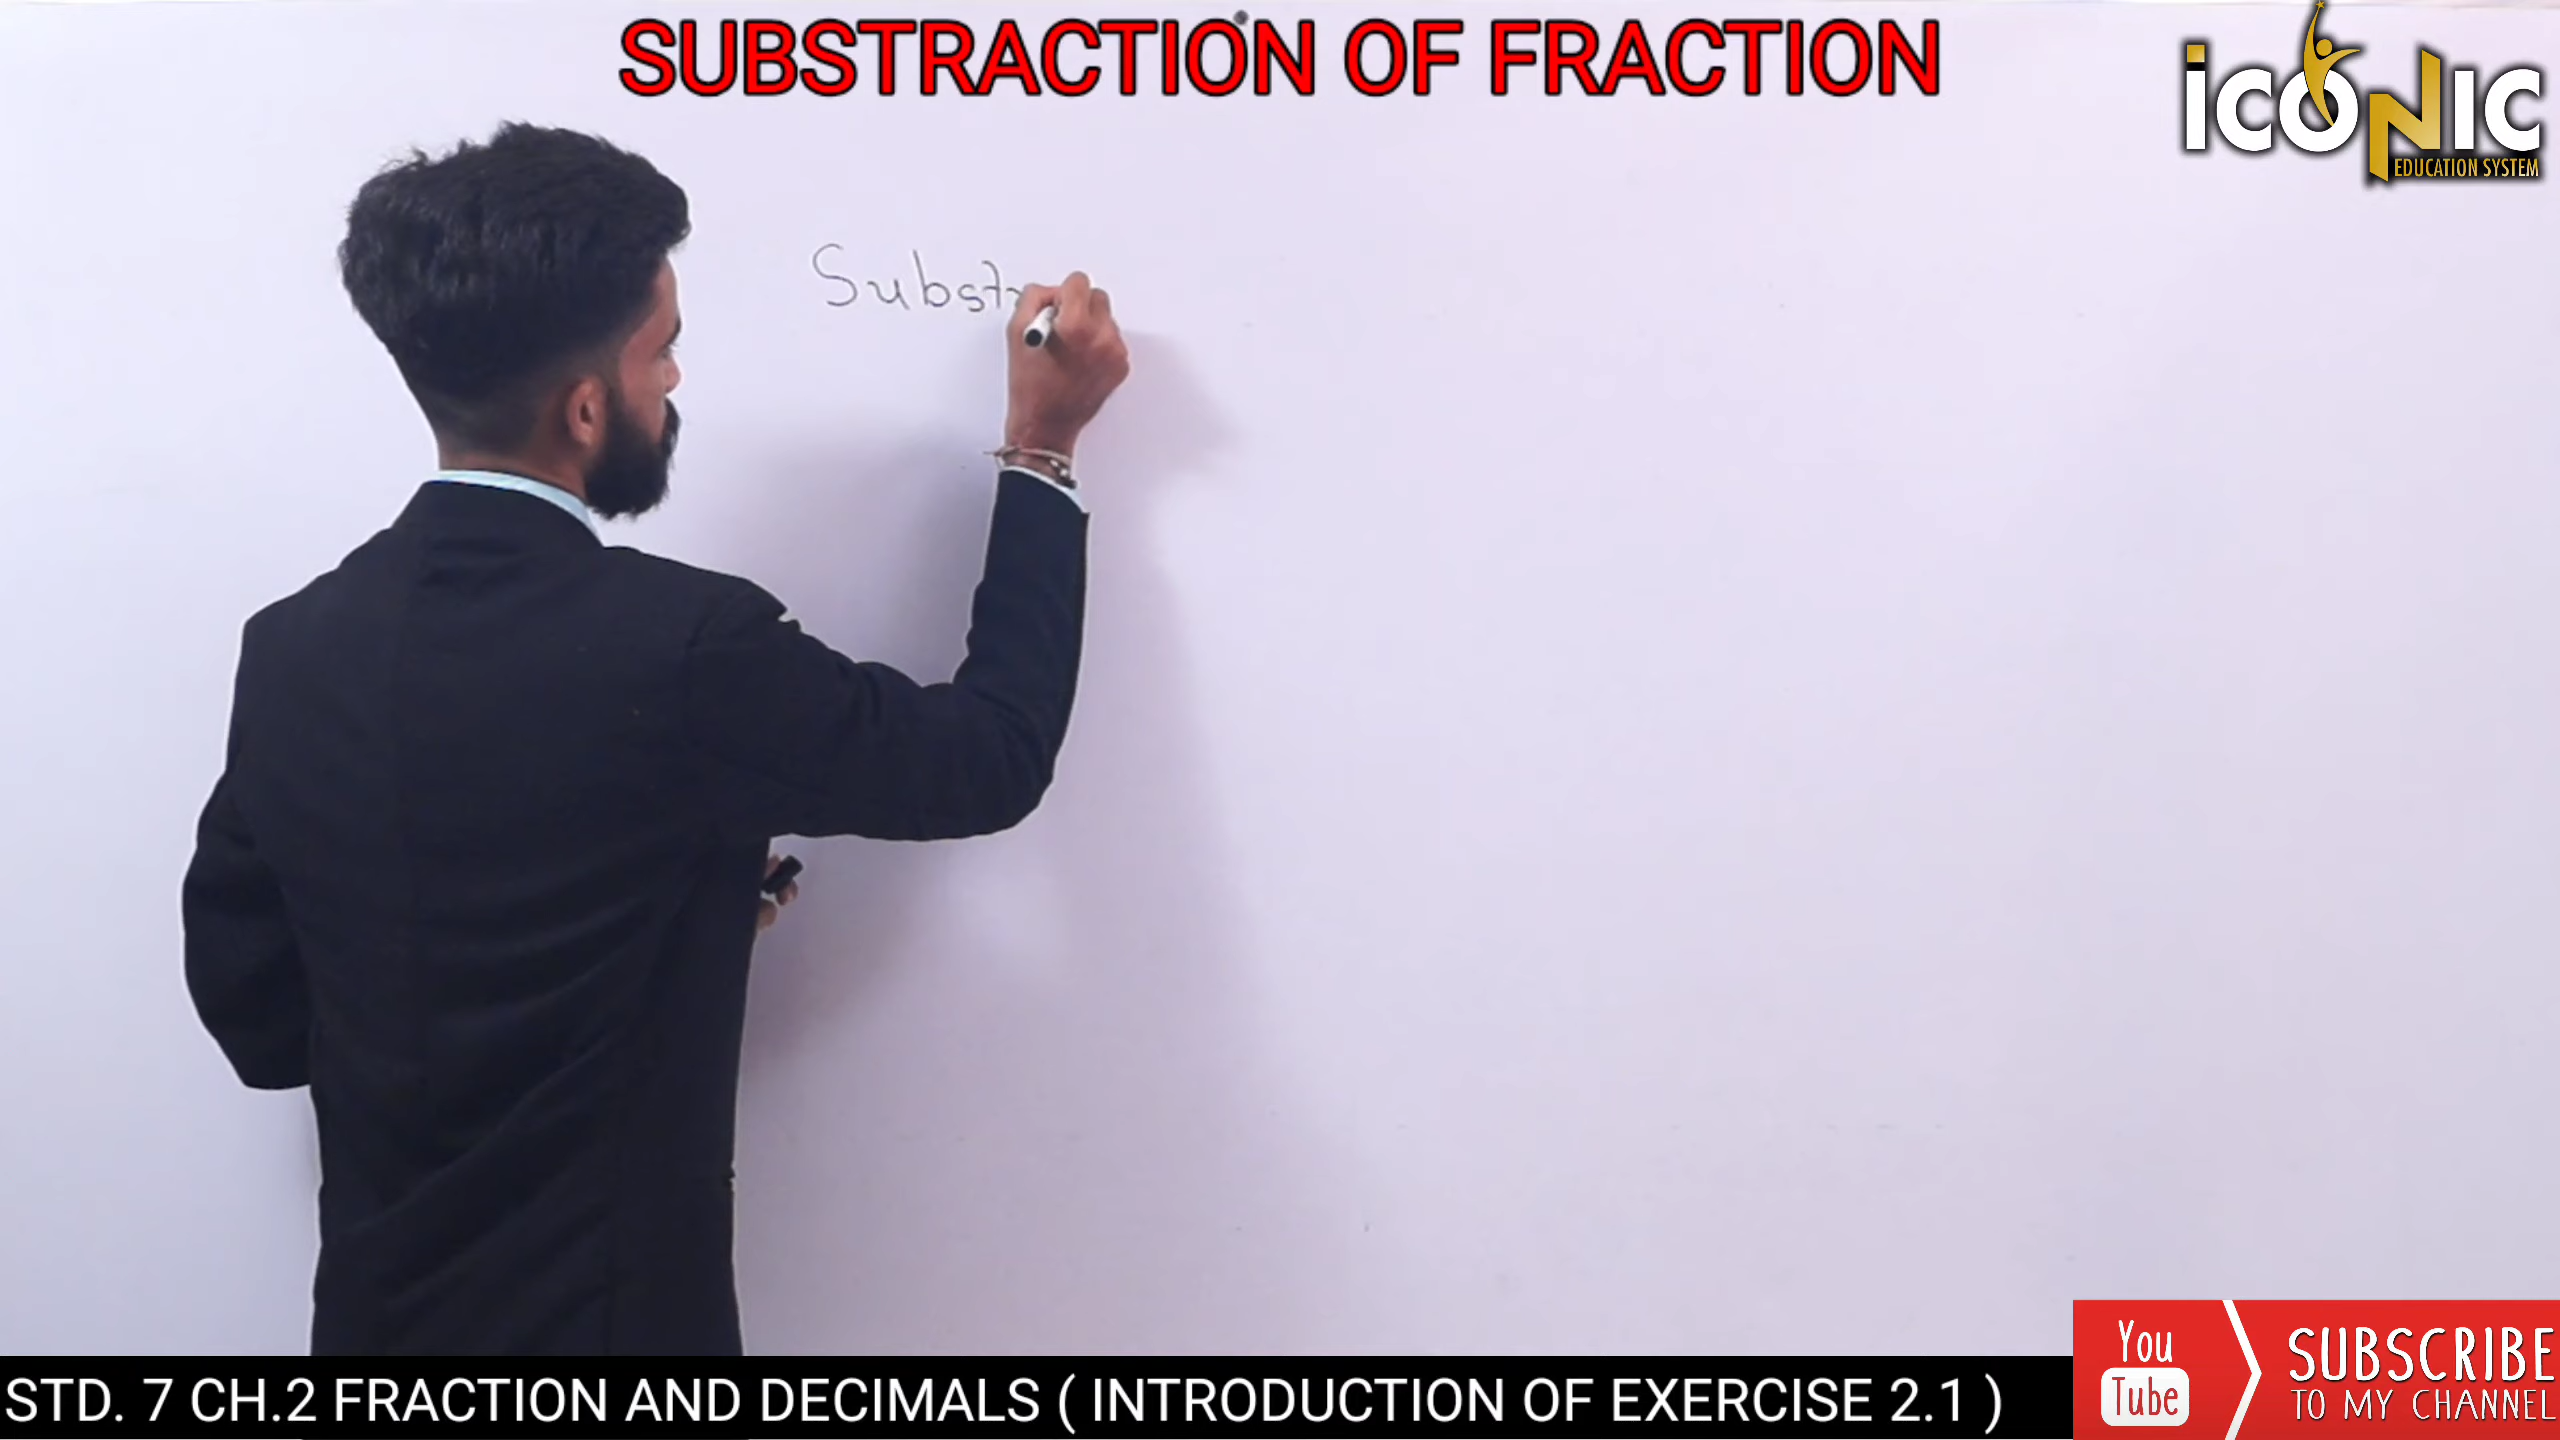 SUBSTRACTION OF FRACTION
iCONIC
EDUCATION SYSTEM
Substr
STD. 7 CH.2 FRACTION AND DECIMALS ( INTRODUCTION OF EXERCISE 2.1 )
You
Tube
SUBSCRIBE
TO MY CHANNEL